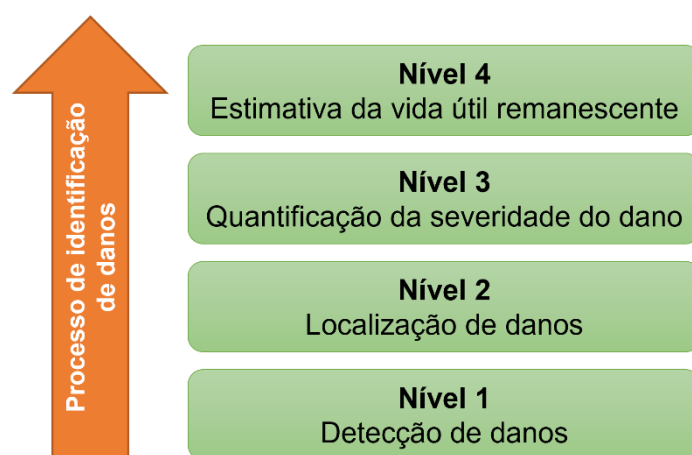 Processo de identificação
de danos
Nível 4
Estimativa da vida útil remanescente
Nível 3
Quantificação da severidade do dano
Nível 2
Localização de danos
Nível 1
Detecção de danos